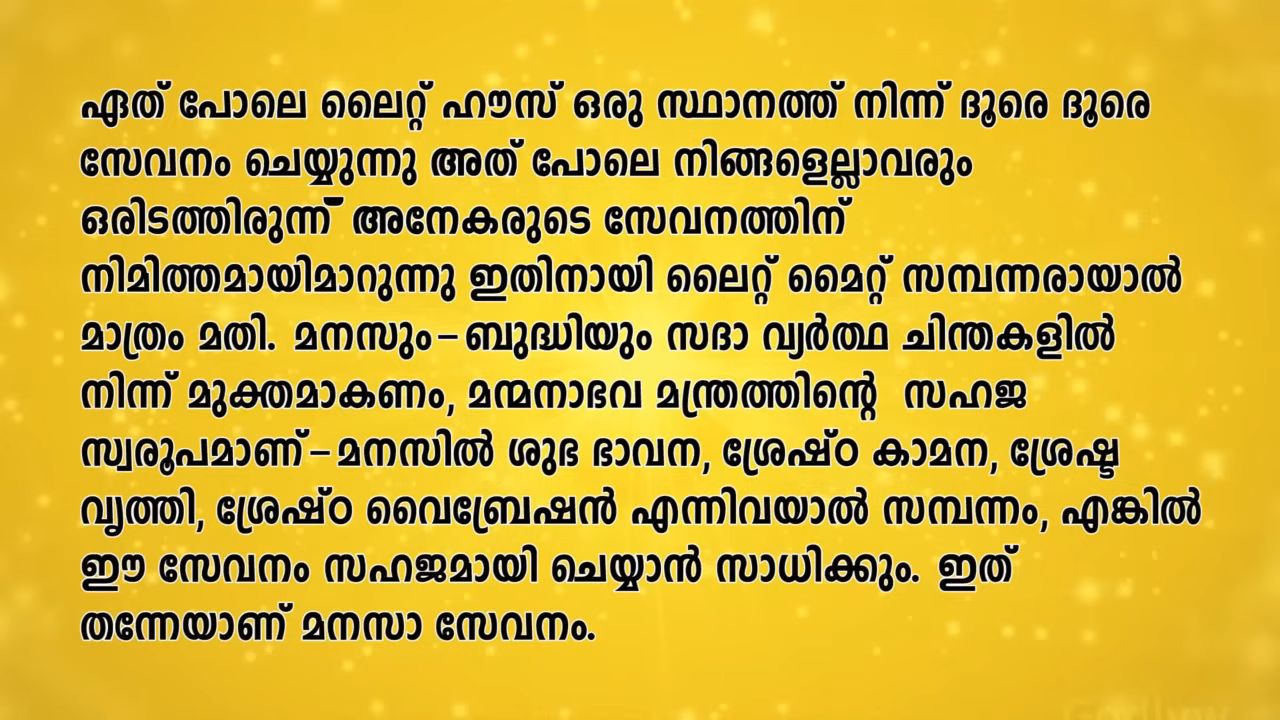 ഏത് പോലെ ലൈറ്റ് ഹൗസ് ഒരു സ്ഥാനത്ത് നിന്ന് ദൂരെ ദൂരെ
സേവനം ചെയ്യുന്നു അത് പോലെ നിങ്ങളെല്ലാവരും
ഒരിടത്തിരുന്ന് അനേകരുടെ സേവനത്തിന്
നിമിത്തമായിമാറുന്നു ഇതിനായി ലൈറ്റ് മൈറ്റ് സമ്പന്നരായാൽ
മാത്രം മതി. മനസും-ബുദ്ധിയും സദാ വ്യർത്ഥ ചിന്തകളിൽ
നിന്ന് മുക്തമാകണം, മന്മനാഭവ മന്ത്രത്തിന്റെ സഹജ
സ്വരൂപമാണ്-മനസിൽ ശുഭ ഭാവന, ശ്രേഷ്ഠ കാമന, ശ്രേഷ്ട
വൃത്തി, ശ്രേഷ്ഠ വൈബ്രേഷൻ എന്നിവയാൽ സമ്പന്നം, എങ്കിൽ
ഈ സേവനം സഹജമായി ചെയ്യാൻ സാധിക്കും. ഇത്
തന്നേയാണ് മനസാ സേവനം.